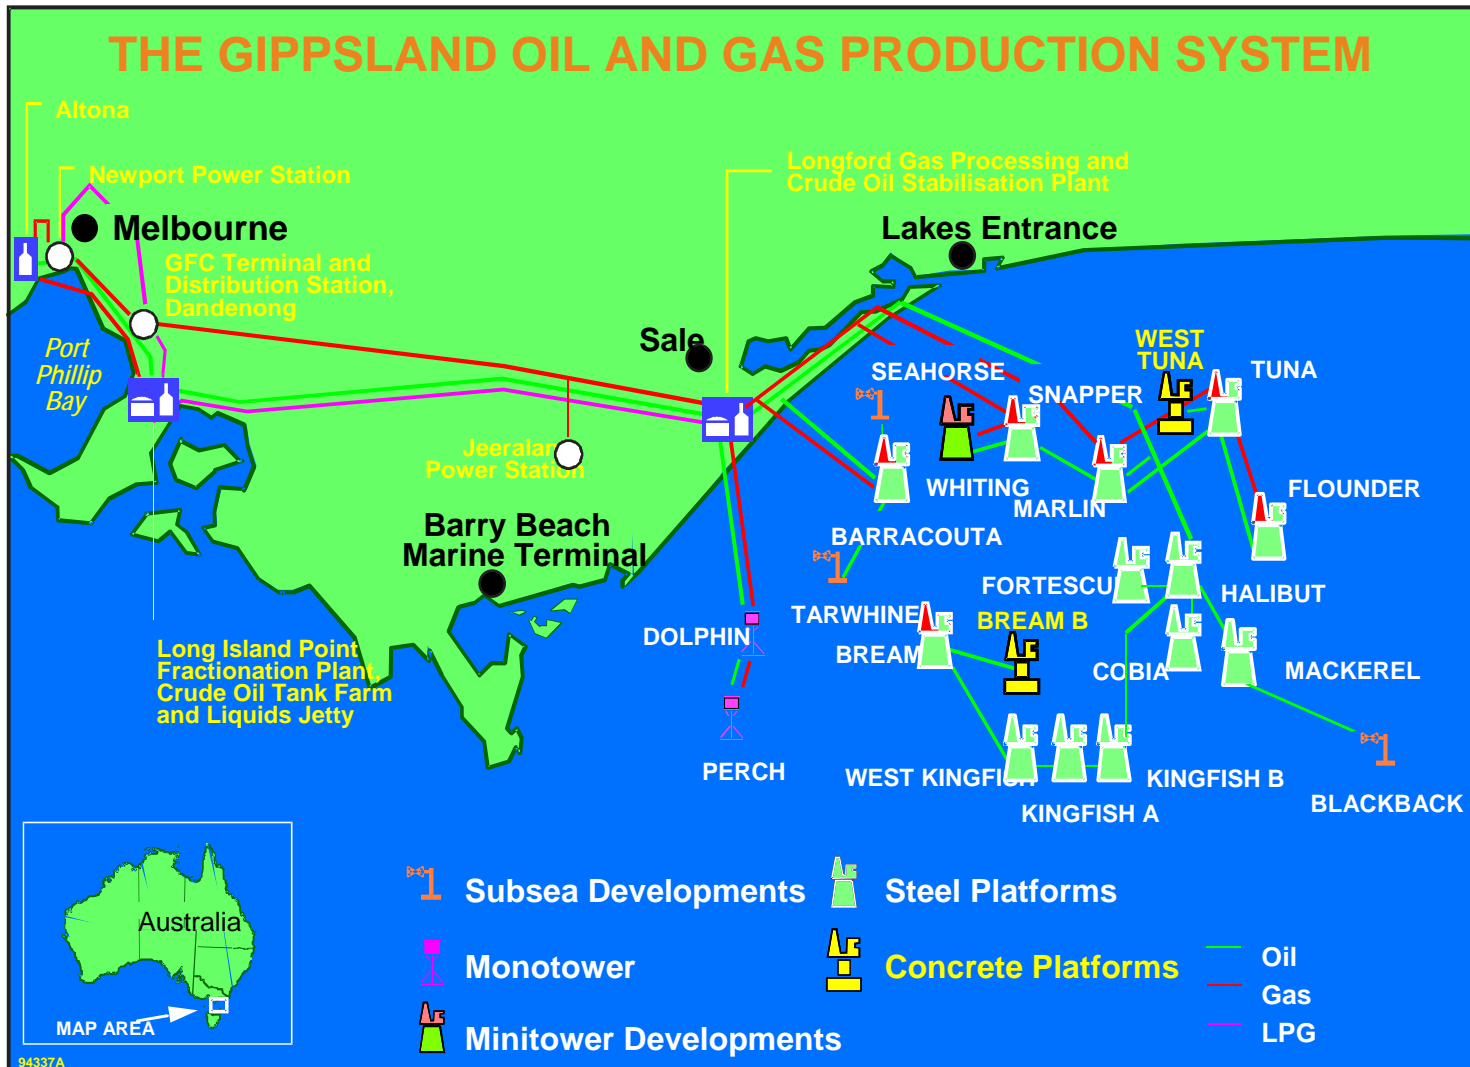 THE GIPPSLAND OIL AND GAS PRODUCTION SYSTEM
Altona
Newport Power Station
Melbourne
GFC Terminal and
Distribution Station,
Dandenong
Port
Phillip
Bay
Longford Gas Processing and
Crude Oil Stabilisation Plant
Lakes Entrance
Sale
Jeeralan
Power Station
Barry Beach
Marine Terminal
Long Island Point
Fractionation Plant,
Crude Oil Tank Farm
and Liquids Jetty
SEAHORSE
SNAPPER
WEST
TUNA
TUNA
WHITING
MARLIN
FLOUNDER
BARRACOUTA
FORTESCU
HALIBUT
TARWHINE
DOLPHIN
BREAM
BREAM B
COBIA
MACKEREL
PERCH
WEST KINGFISH
KINGFISH A
KINGFISH B
BLACKBACK
Australia
MAP AREA
94337A
Subsea Developments
Steel Platforms
Monotower
Concrete Platforms
Minitower Developments
Oil
Gas
LPG